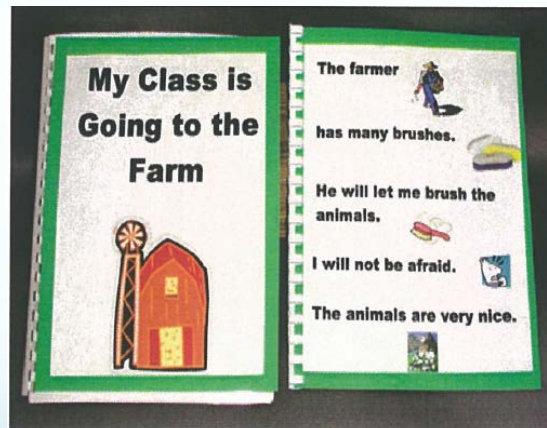 My Class is
Going to the
Farm
The farmer
has many brushes.
He will let me brush the
animals.
I will not be afraid.
The animals are very nice.